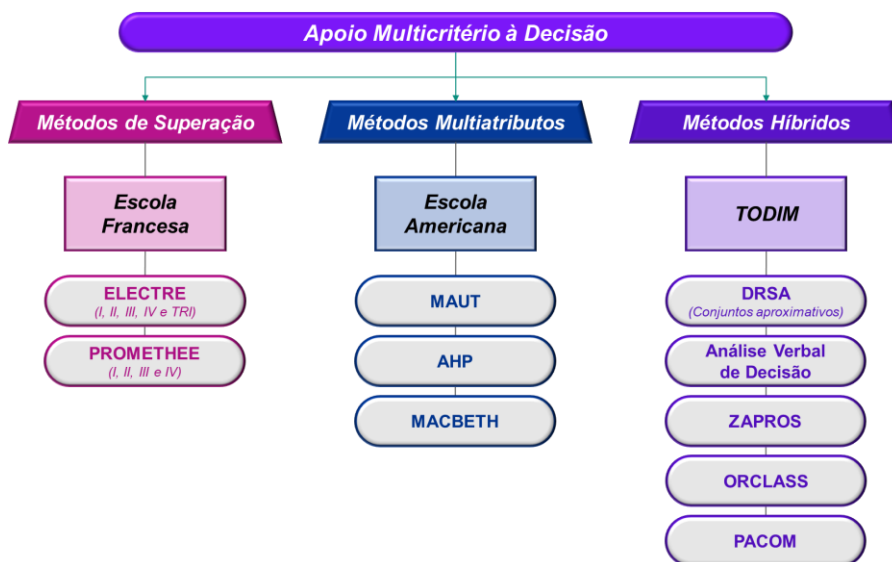 Apoio Multicritério à Decisão
Métodos de Superação
Métodos Multiatributos
Métodos Híbridos
Escola
Francesa
Escola
Americana
TODIM
ELECTRE
(I, II, III, IV e TRI)
PROMETHEE
(I, II, III e IV)
MAUT
AHP
MACBETH
DRSA
(Conjuntos aproximativos)
Análise Verbal
de Decisão
ZAPROS
ORCLASS
PACOM